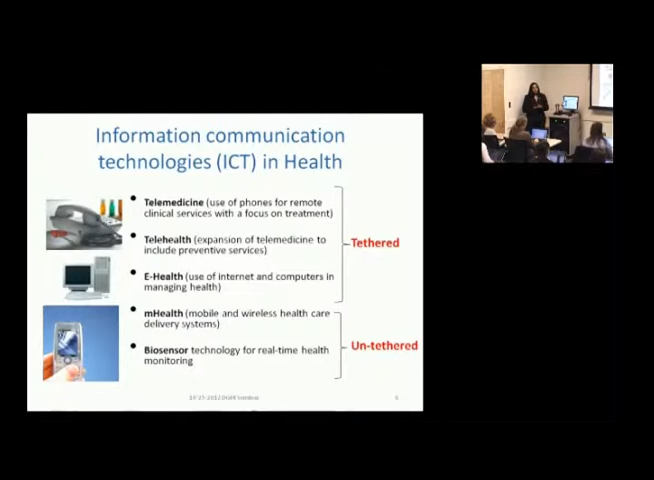 Information communication
technologies (ICT) in Health
• Telemedicine (use of phones for remote
clinical services with a focus on treatment)
• Telehealth (expansion of telemedicine to
include preventive services)
• E-Health (use of internet and computers in
managing health)
Tethered
• mHealth (mobile and wireless health care
delivery systems)
• Biosensor technology for real-time health
monitoring
Un-tethered
6